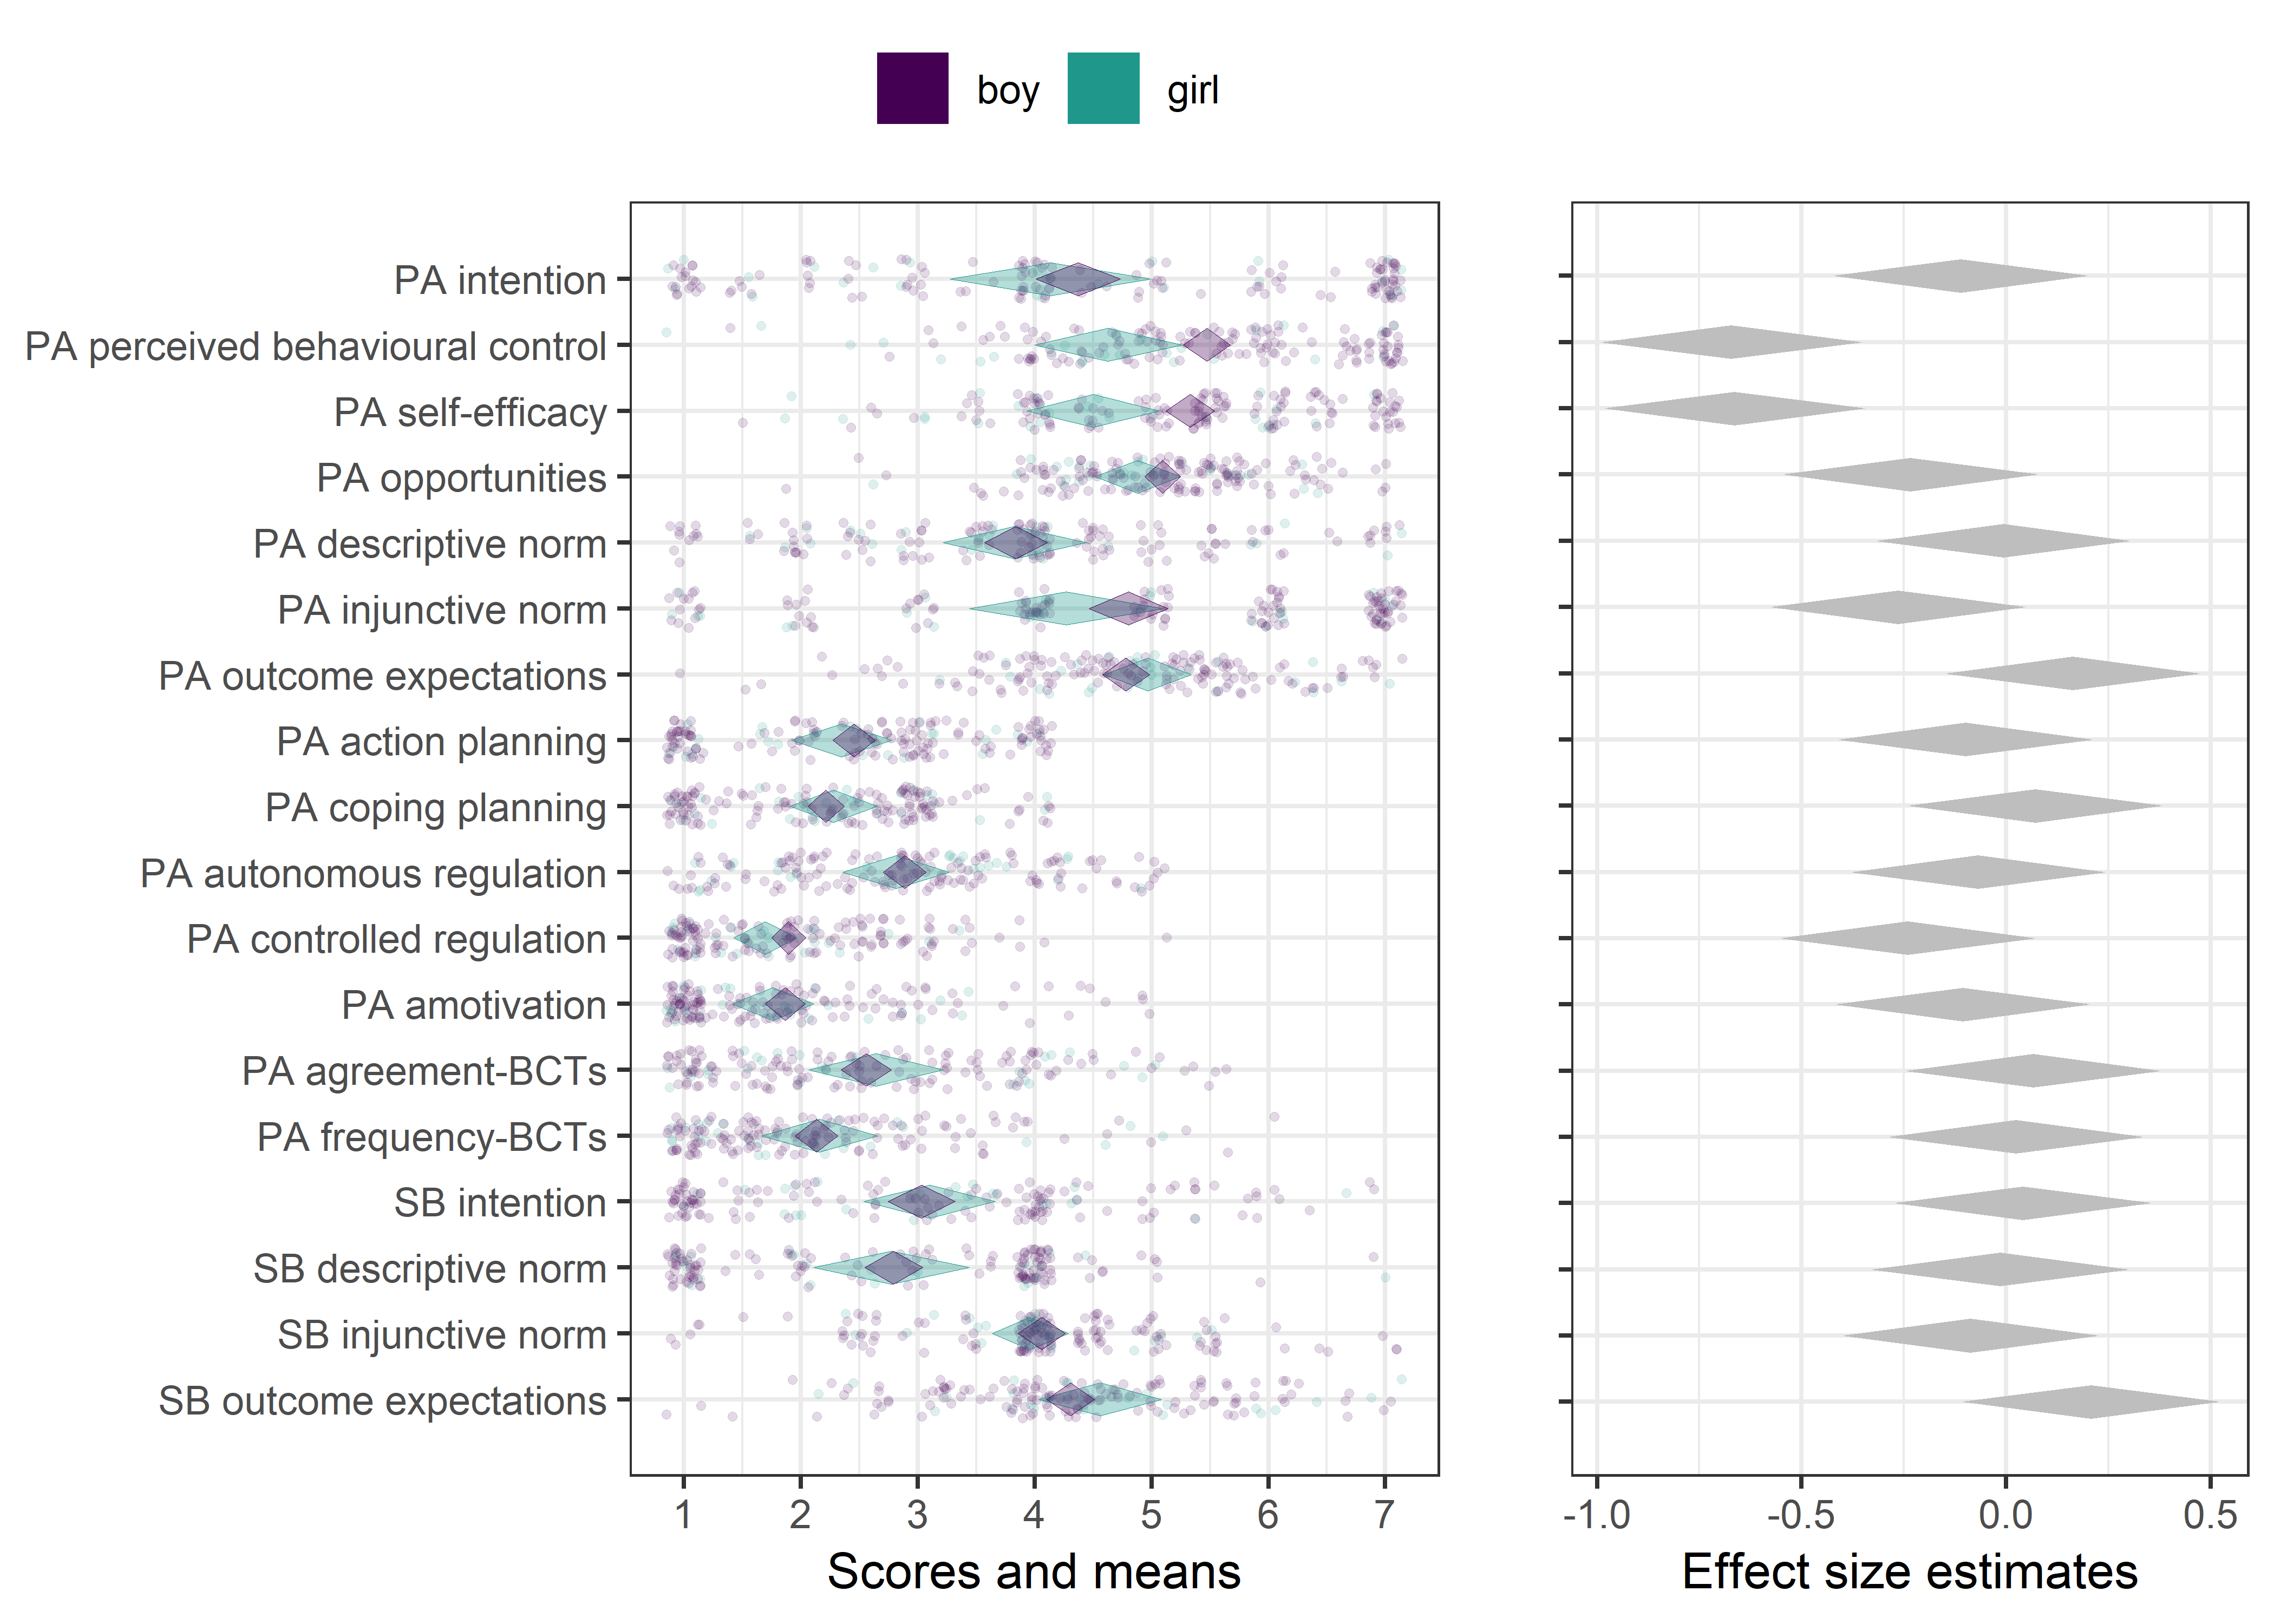 boy girl
PA intention
PA perceived behavioural control
PA self-efficacy
PA opportunities
PA descriptive norm
PA injunctive norm
PA outcome expectations
PA action planning
PA coping planning
PA autonomous regulation
PA controlled regulation
PA amotivation
PA agreement-BCTs
PA frequency-BCTs
SB intention
SB descriptive norm
SB injunctive norm
SB outcome expectations
1 2 3 4 5 6 7
Scores and means
-1.0 -0.5 0.0 0.5
Effect size estimates